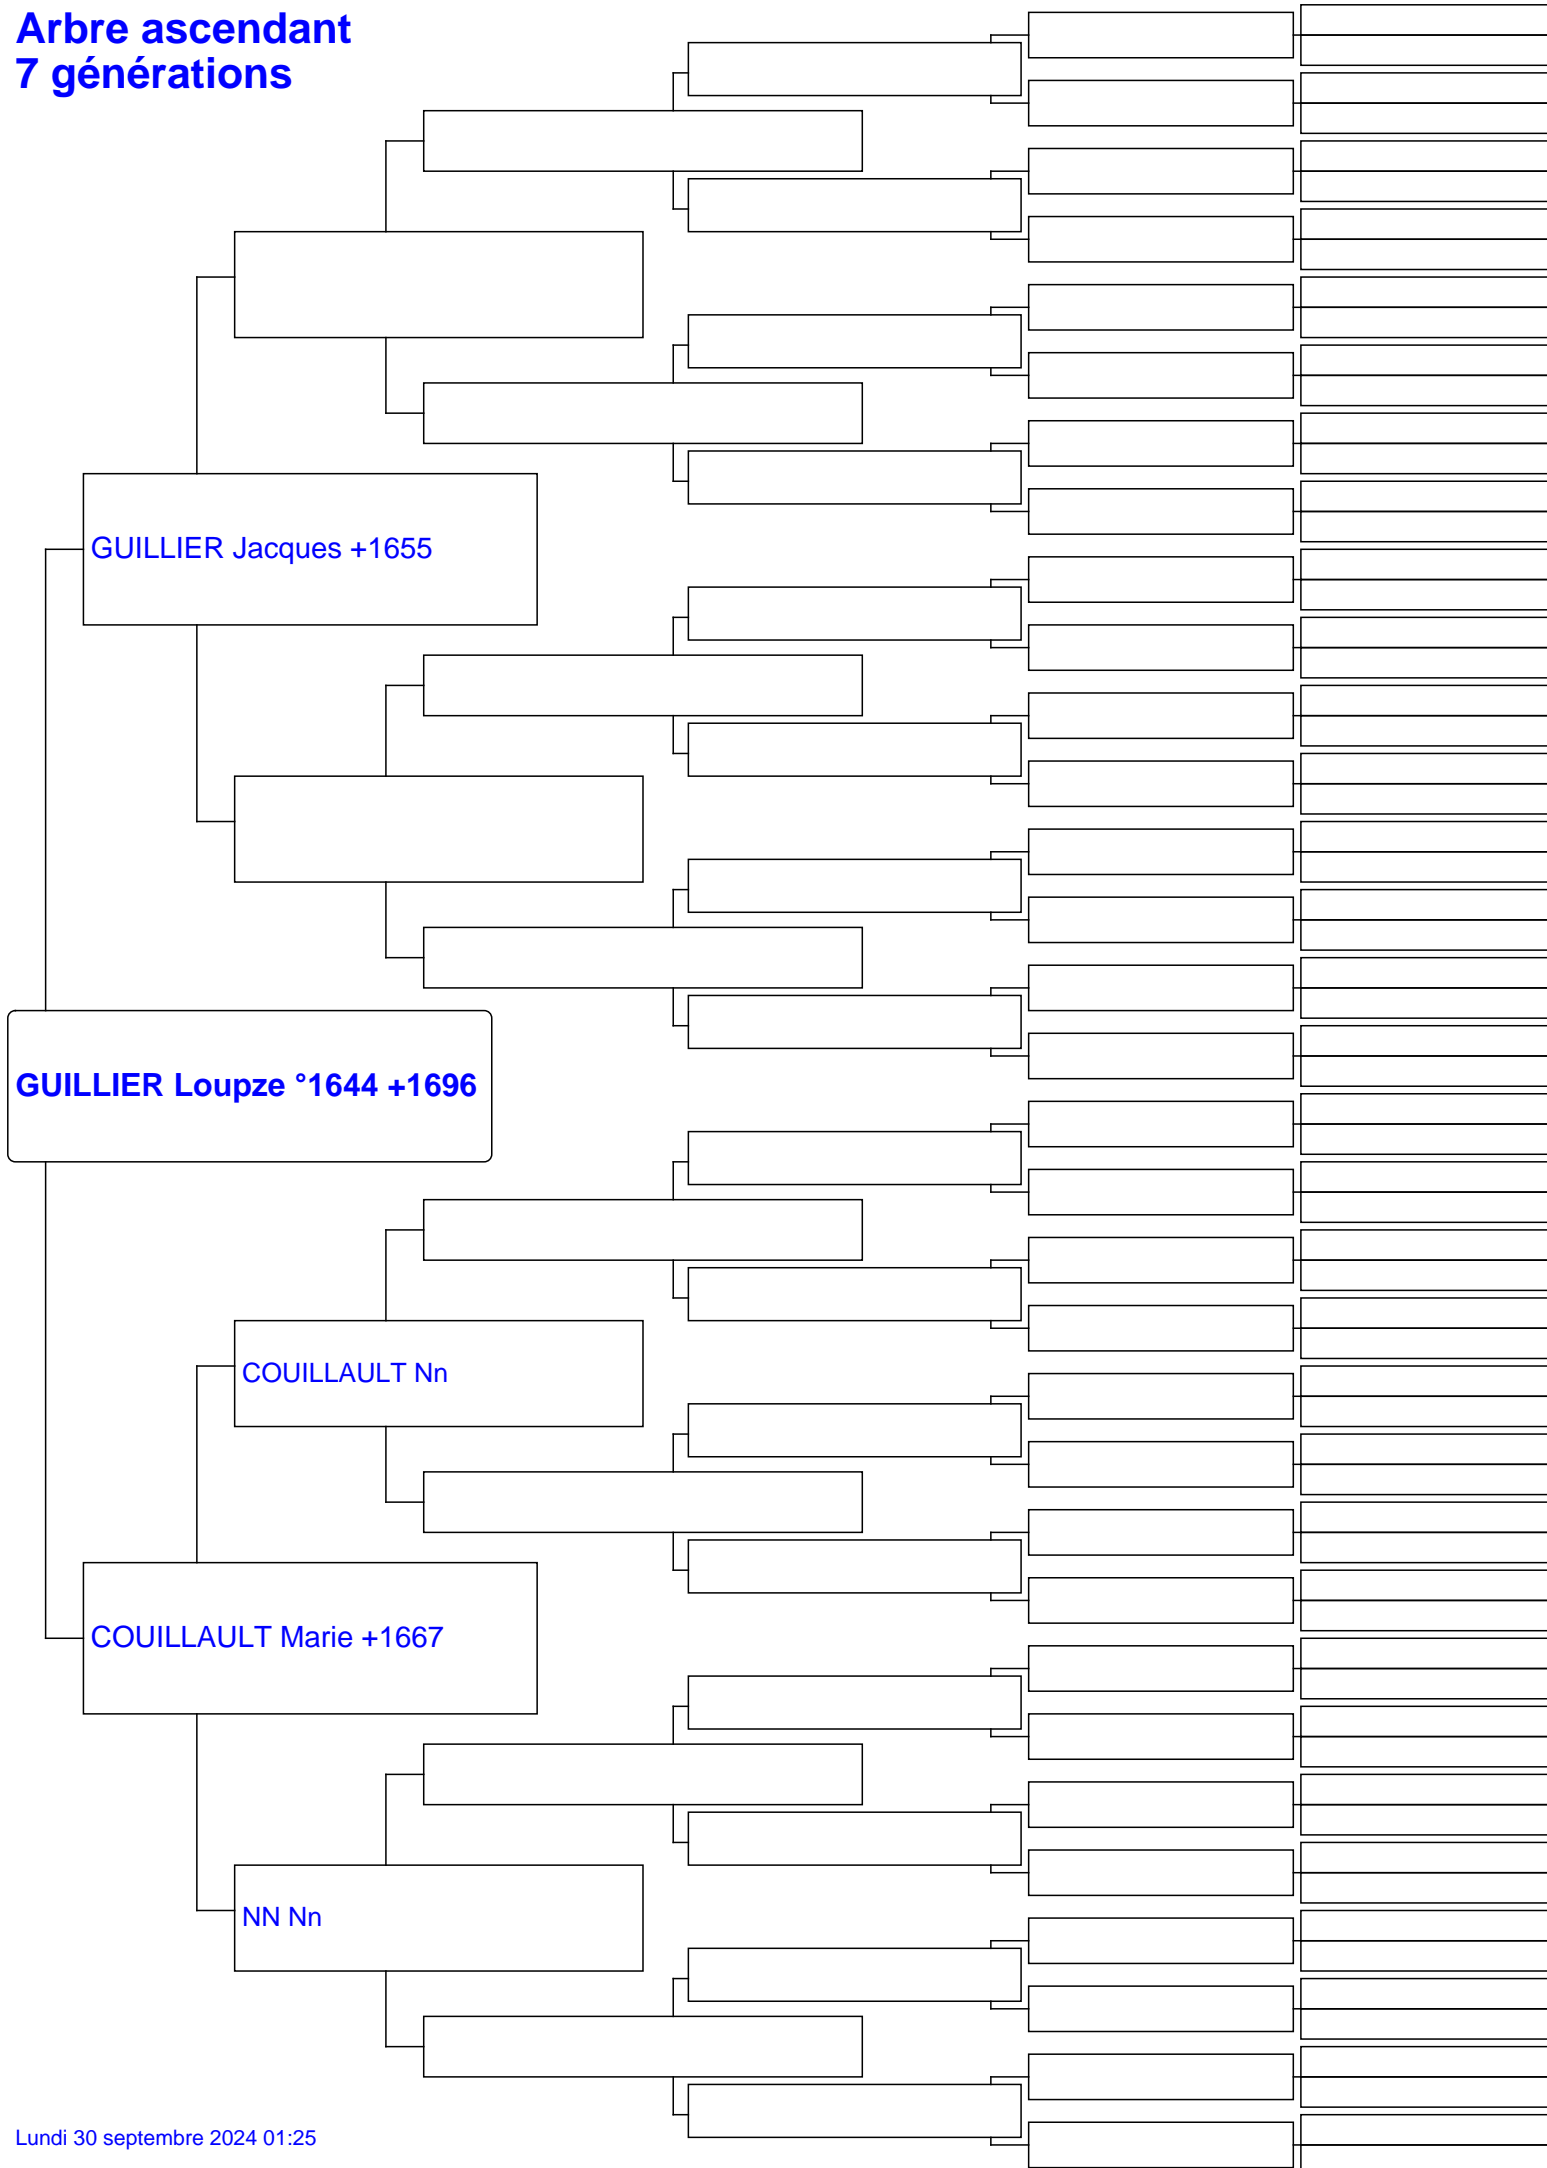 Arbre ascendant
7 générations
GUILLIER Jacques +1655
GUILLIER Loupze °1644 +1696
COUILLAULT Nn
COUILLAULT Marie +1667
NN Nn
Lundi 30 septembre 2024 01:25